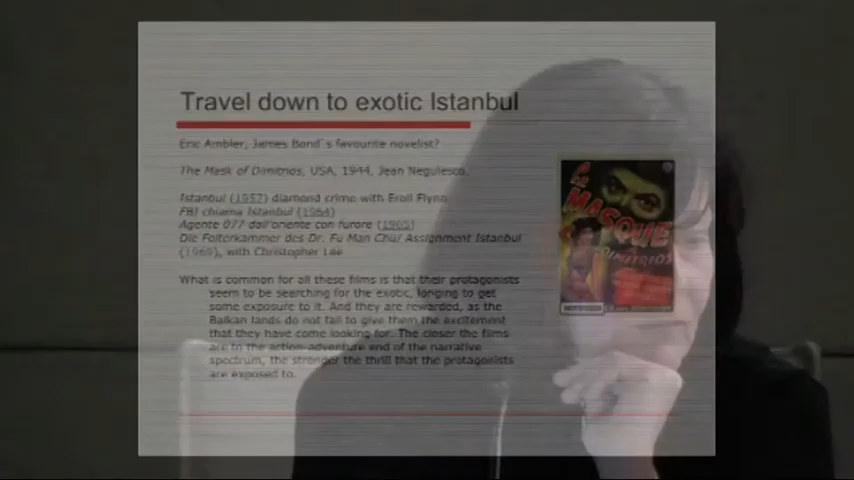 Travel down to exotic Istanbul
Eric Ambler, James Bond`s favourite novelist?
The Mask of Dimitrios, USA, 1944, Jean Negulesco,
Istanbul (1957) diamond crime with Eroll Flynn
FBI chiama Istanbul (1964)
Agente 077 dall'oriente con furore (1965)
Die Folterkammer des Dr. Fu Man Chu/ Assignment Istanbul
(1969), with Christopher Lee
What is common for all these films is that their protagonists
seem to be searching for the exotic, longing to get
some exposure to it. And they are rewarded, as the
Balkan lands do not fail to give them the excitement
that they have come looking for. The closer the films
are to the action-adventure end of the narrative
spectrum, the stronger the thrill that the protagonists
are exposed to.
Le
MASQUE
DIMITRIOS